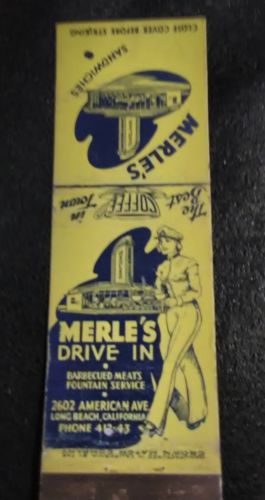 CLOSE COVER BEFORE STRIKING
SANDWICHES
MERLE'S
The Best
COFFEE
in Town
MERLE'S
DRIVE IN
BARBECUED MEATS
FOUNTAIN SERVICE
2602 AMERICAN AVE.
LONG BEACH, CALIFORNIA
PHONE 412-43